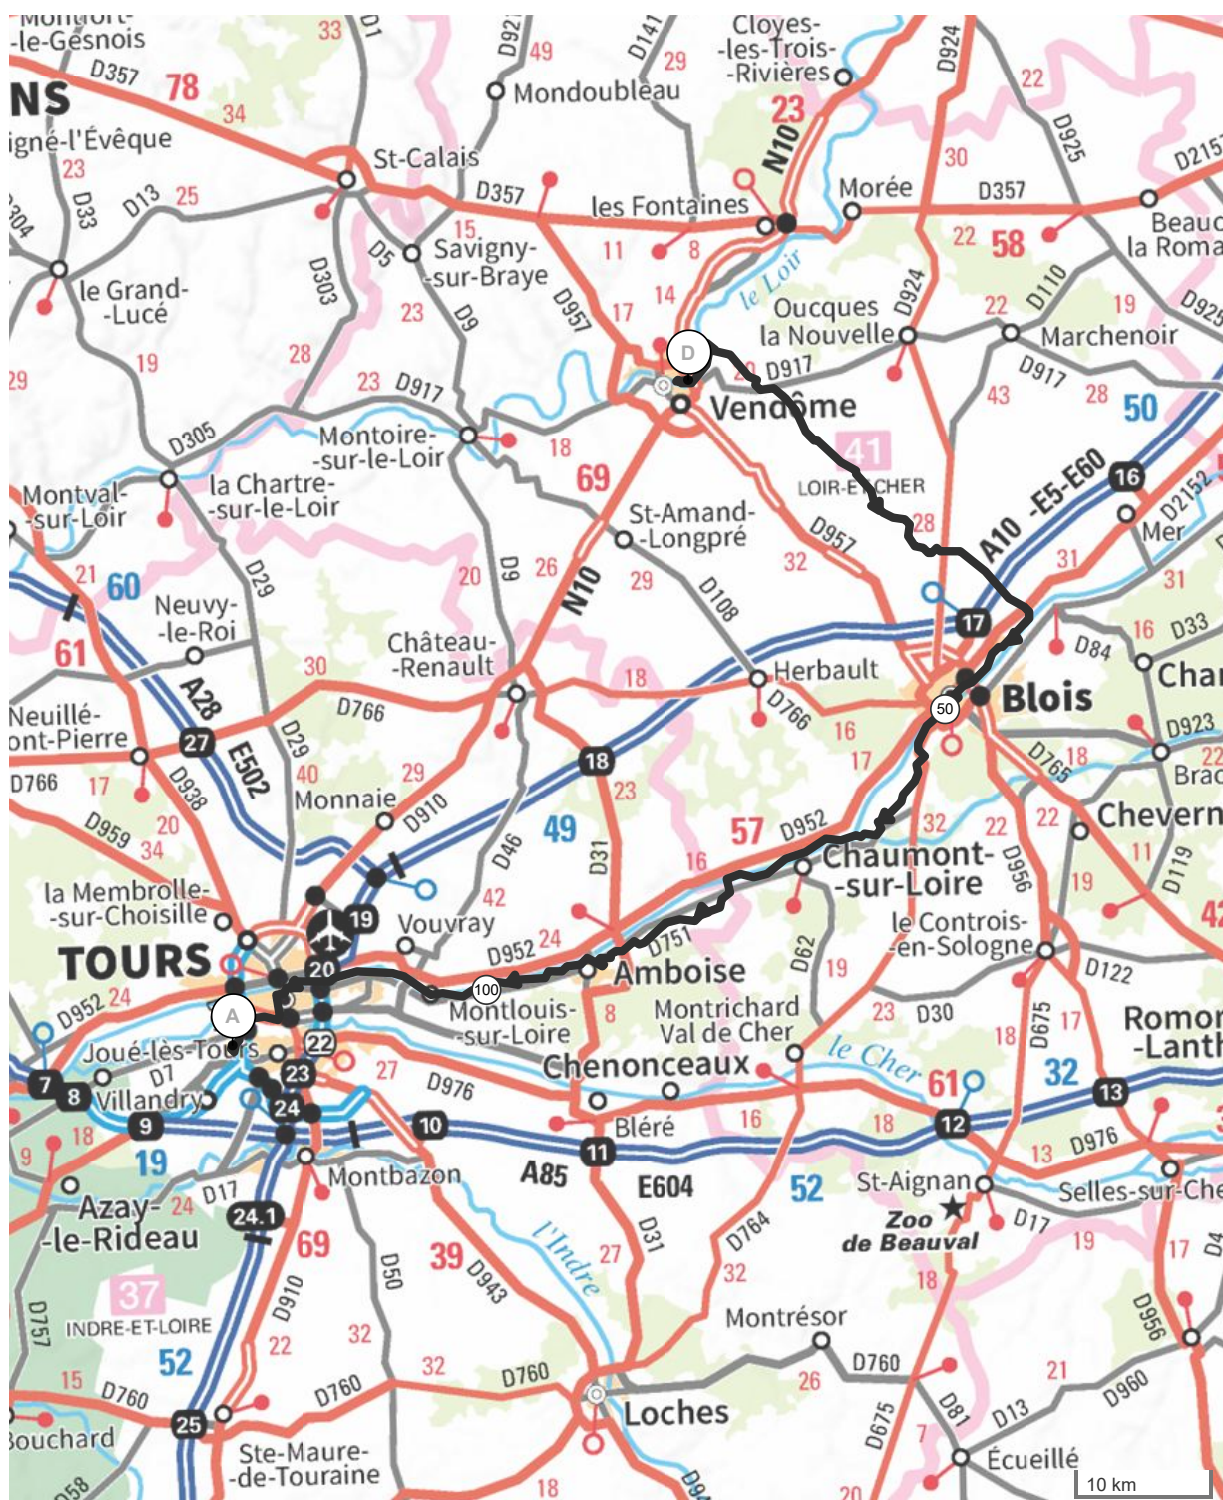 Montfort-
-le-Gesnois
33
D1
49
D141
29
Cloyes-
-les-Trois-
-Rivières
D924
22
D357
78
34
NS
Mondoubleau
23
N10
D925
igné-l'Évêque
23
D33
D13
25
St-Calais
D357
15
les Fontaines
11
8
Morée
30
D357
22
58
Beauc
la Roma
D5
Savigny-
-sur-Braye
le Grand-
-Lucé
D303
23
D9
D957
17
14
le Loir
Oucques
la Nouvelle
D924
22
D110
19
D925
Marchenoir
19
28
29
23
D917
D
D917
D917
28
43
50
Vendôme
D305
Montoire-
-sur-le-Loir
18
69
41
LOIR-ET-CHER
16
A10 -E5-E60
D2152
Mer
Montval-
-sur-Loir
la Chartre-
-sur-le-Loir
St-Amand-
-Longpré
28
D957
32
31
31
21
60
D29
20
D9
26
N10
29
D108
17
16
D33
D84
Neuvy-
-le-Roi
61
Château-
-Renault
30
18
Herbault
Blois
50
Char
D766
D766
16
17
D923
18
22
Brac
D765
Neuillé-
ont-Pierre
D766
A28
27
E502
D29
40
17
D938
20
D959
34
Monnaie
29
D910
18
23
49
D31
57
D952
32
22
22
Chevern
D956
11
D119
19
D46
42
16
Chaumont-
-sur-Loire
la Membrolle-
-sur-Choisille
19
Vouvray
le Controis-
-en-Sologne
TOURS
20
D952
24
D751
Amboise
D62
19
D122
D952
24
100
Montlouis-
-sur-Loire
8
Montrichard
Val de Cher
23
D30
18
D675
17
Romor
-Lanth
A
Joué-lès-Tours
22
D7
23
27
D976
Chenonceaux
le Cher
61
32
7
8
Villandry
24
13
9
10
16
18
12
Bléré
11
18
9
19
Montbazon
A85
E604
52
13
D976
St-Aignan
Selles-sur-Che
Azay-
-le-Rideau
24
D17
24.1
Zoo
de Beauval
D17
19
17
D4
69
39
l'Indre
D31
D764
27
32
18
37
INDRE-ET-LOIRE
D757
D910
D50
D943
Montrésor
D956
52
22
32
32
D760
D760
26
21
15
D760
D760
D960
25
Loches
D675
D81
D13
7
Bouchard
Ste-Maure-
-de-Touraine
Écueillé
D58
18
20
10 km